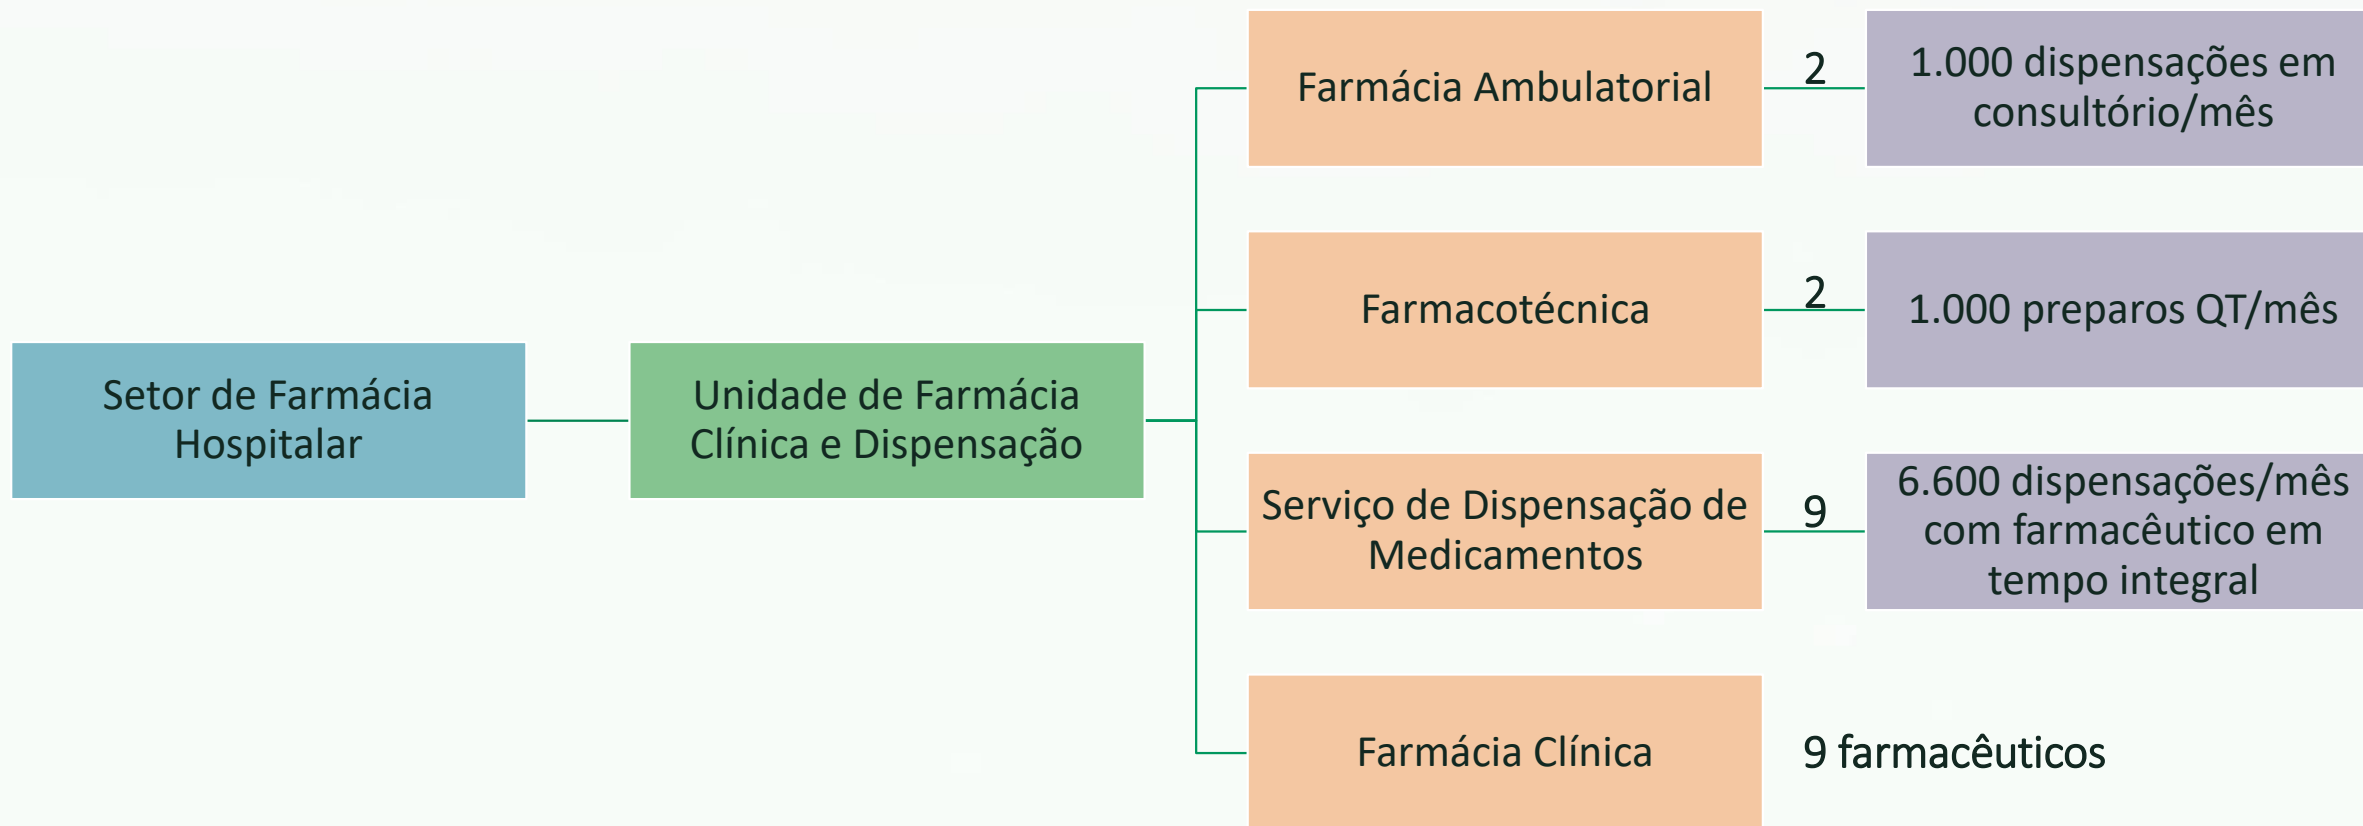 Farmácia Ambulatorial
2
1.000 dispensações em
consultório/mês
Farmacotécnica
2
1.000 preparos QT/mês
Setor de Farmácia
Hospitalar
Unidade de Farmácia
Clínica e Dispensação
Serviço de Dispensação de
Medicamentos
9
6.600 dispensações/mês
com farmacêutico em
tempo integral
Farmácia Clínica
9 farmacêuticos